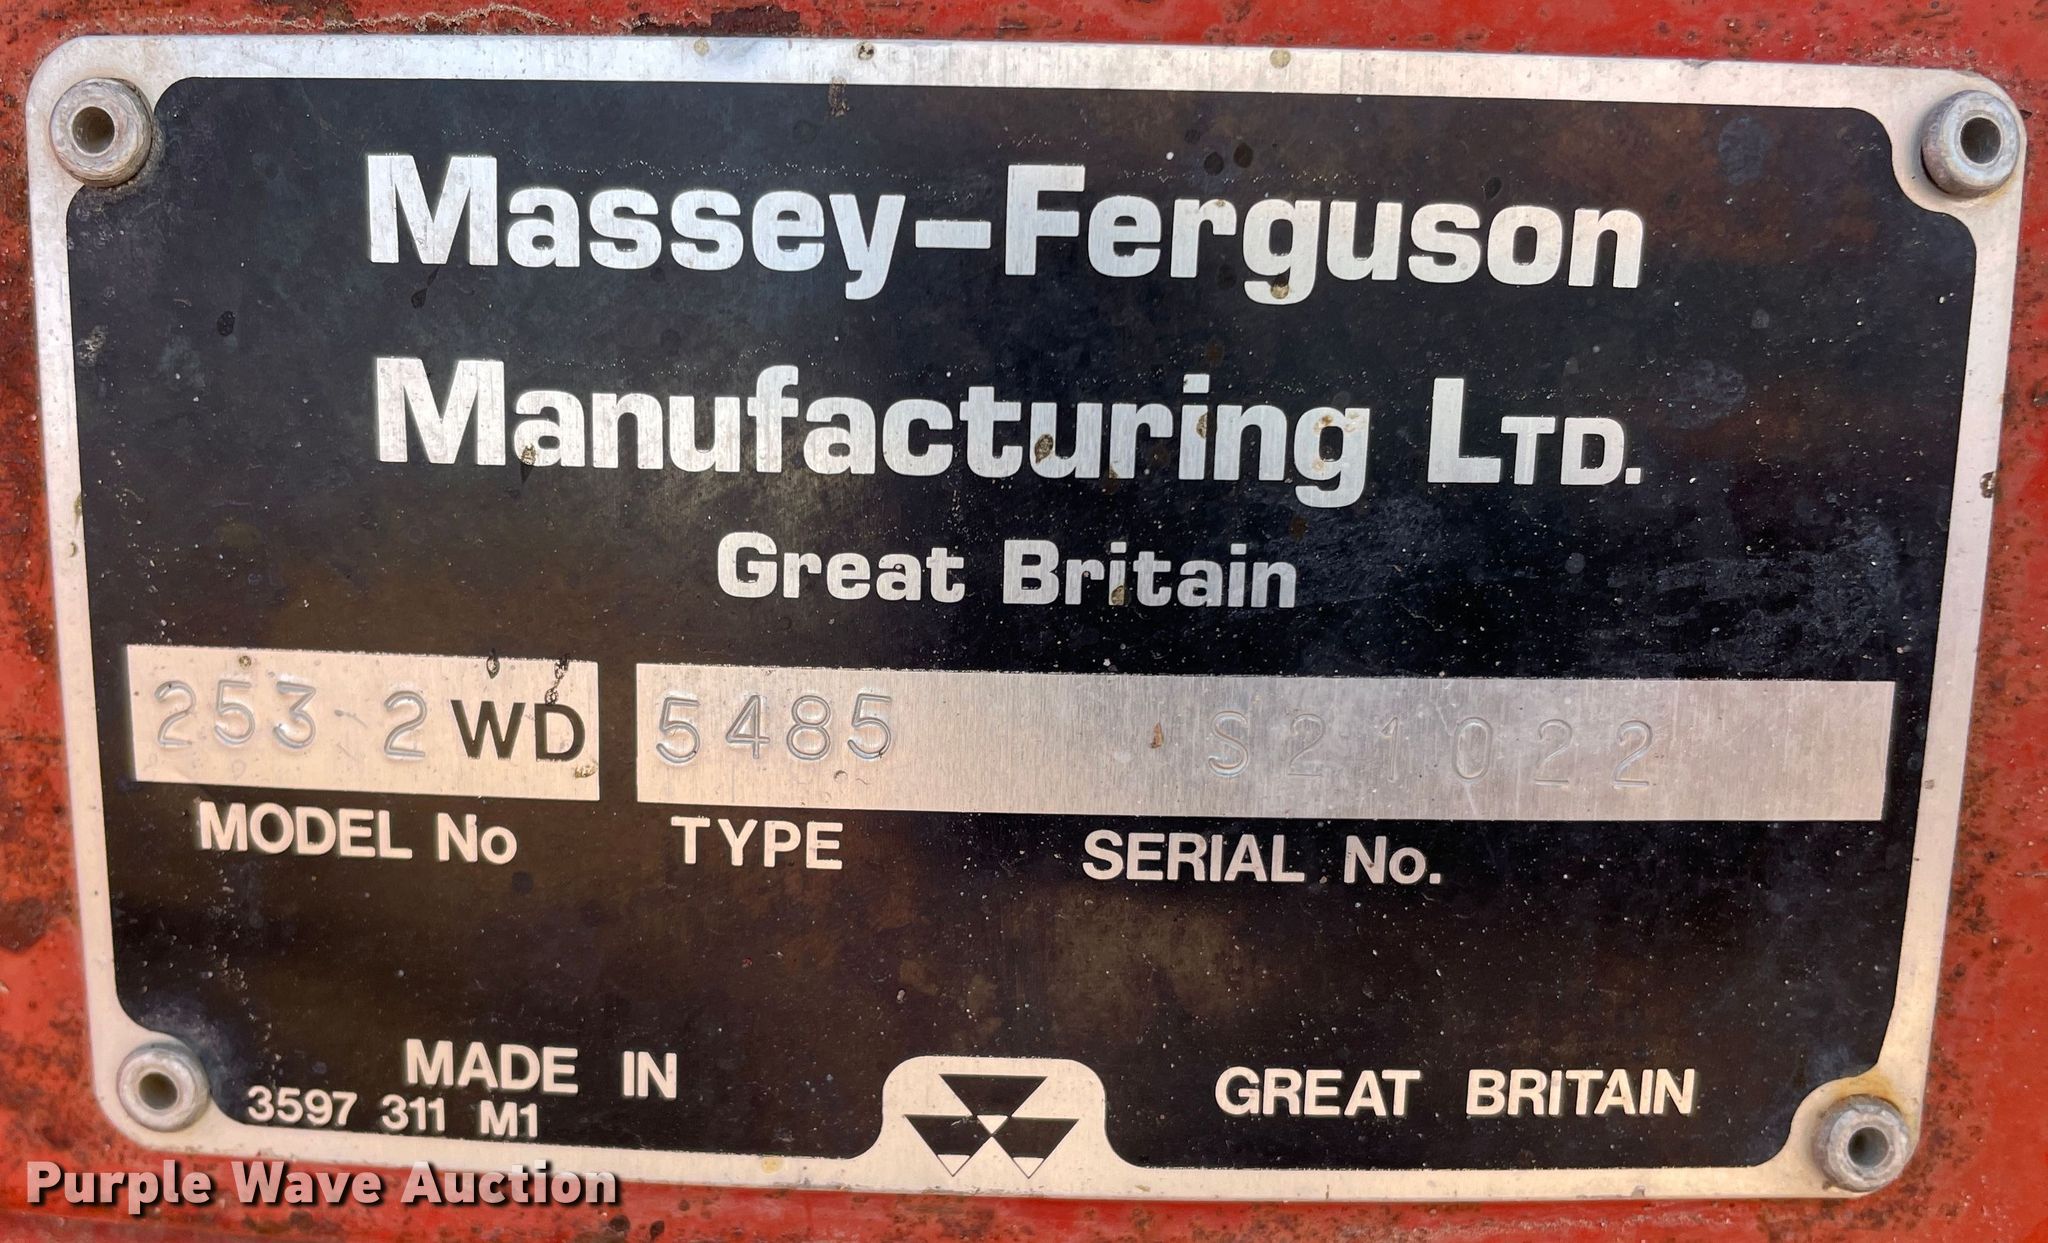 Massey-Ferguson
Manufacturing LTD.
Great Britain
253 2WD 5485 S21022
MODEL No TYPE SERIAL No.
MADE IN GREAT BRITAIN
3597 311 M1
Purple Wave Auction